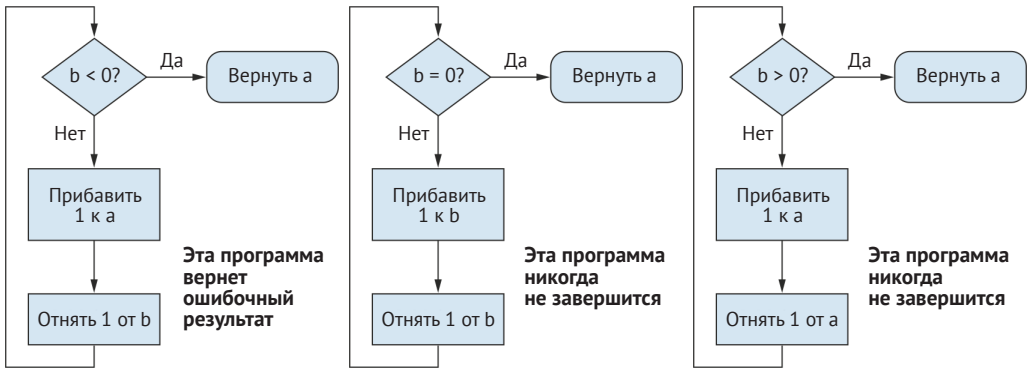 b < 0?
Да
Вернуть a
Нет
Прибавить
1 к a
Эта программа
вернет
ошибочный
результат
Отнять 1 от b
b = 0?
Да
Вернуть a
Нет
Прибавить
1 к b
Эта программа
никогда
не завершится
Отнять 1 от b
b > 0?
Да
Вернуть a
Нет
Прибавить
1 к a
Эта программа
никогда
не завершится
Отнять 1 от a